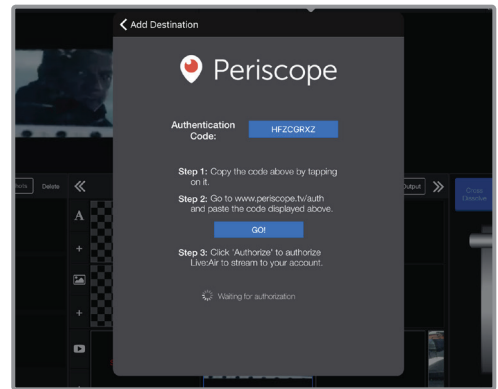 Add Destination
Periscope
Authentication
Code:
HFZCGRXZ
Step 1: Copy the code above by tapping
on it.
Step 2: Go to www.periscope.tv/auth
and paste the code displayed above.
GO!
Step 3: Click 'Authorize' to authorize
Live:Air to stream to your account.
Waiting for authorization
Delete
Output
A